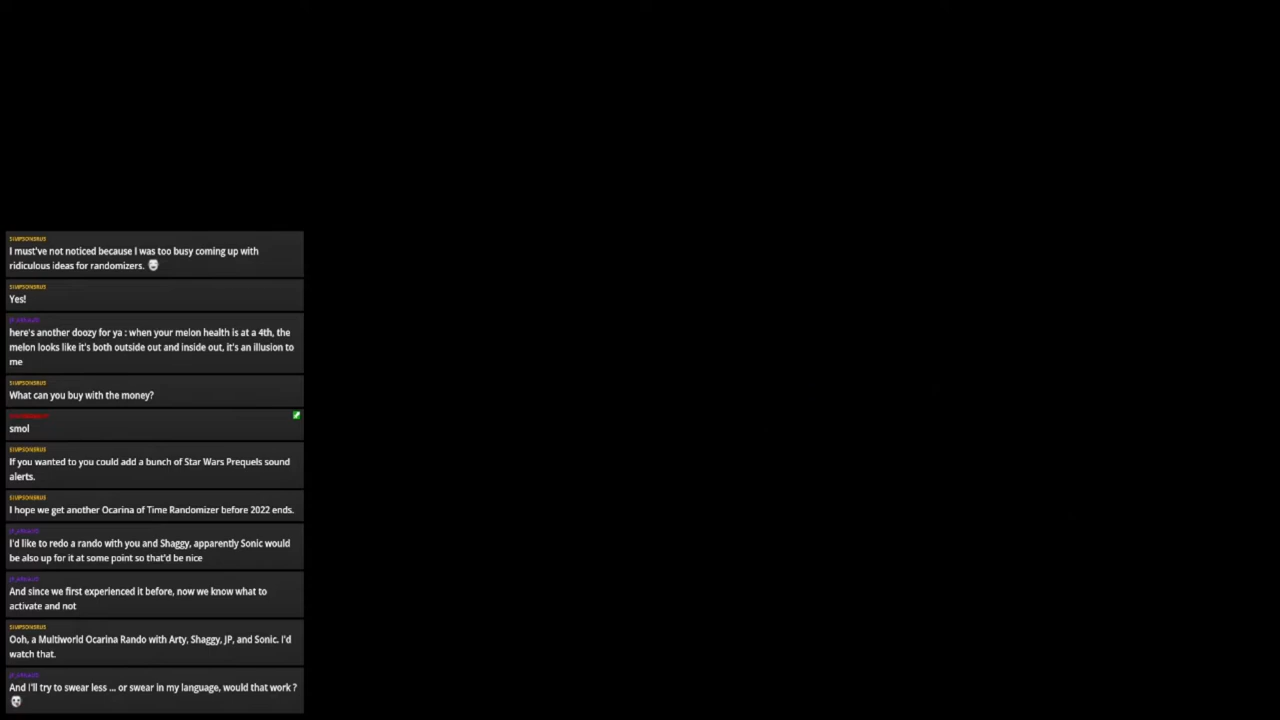 SIMPSONSRUS
I must've not noticed because I was too busy coming up with
ridiculous ideas for randomizers.
SIMPSONSRUS
Yes!
here's another doozy for ya : when your melon health is at a 4th, the
melon looks like it's both outside out and inside out, it's an illusion to
me
SIMPSONSRUS
What can you buy with the money?
smol
SIMPSONSRUS
If you wanted to you could add a bunch of Star Wars Prequels sound
alerts.
SIMPSONSRUS
I hope we get another Ocarina of Time Randomizer before 2022 ends.
I'd like to redo a rando with you and Shaggy, apparently Sonic would
be also up for it at some point so that'd be nice
And since we first experienced it before, now we know what to
activate and not
SIMPSONSRUS
Ooh, a Multiworld Ocarina Rando with Arty, Shaggy, JP, and Sonic. I'd
watch that.
And I'll try to swear less ... or swear in my language, would that work ?